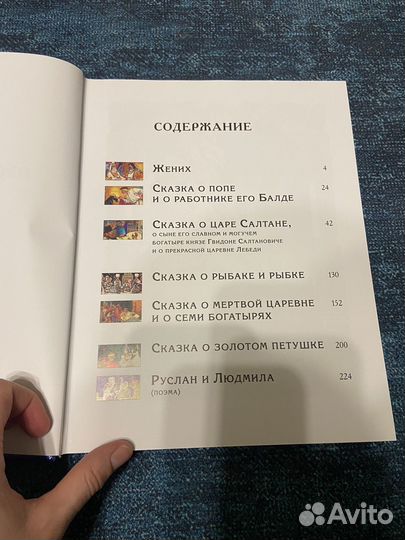 СОДЕРЖАНИЕ
Жених 4
Сказка о попе
и о работнике его Балде 24
Сказка о царе Салтане, 42
о сыне его славном и могучем
богатыре князе Гвидоне Салтановиче
и о прекрасной царевне Лебеди
Сказка о рыбаке и рыбке 130
Сказка о мертвой царевне 152
и о семи богатырях
Сказка о золотом петушке 200
Руслан и Людмила 224
(поэма)
Avito